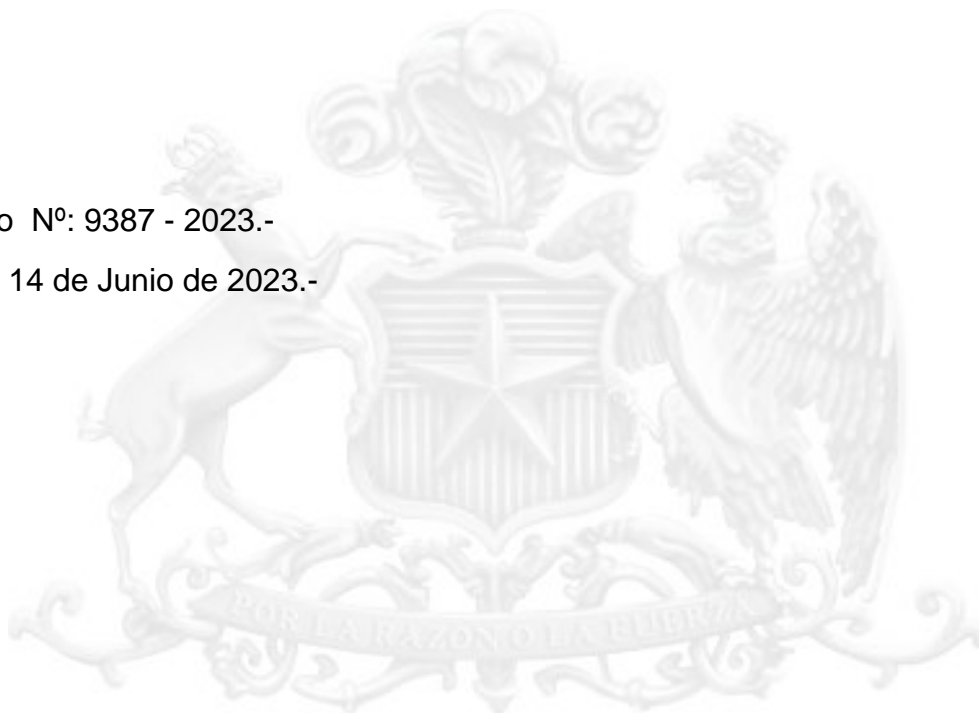 o Nº: 9387 - 2023.-
14 de Junio de 2023.-
POR LA RAZON O LA FUERZA